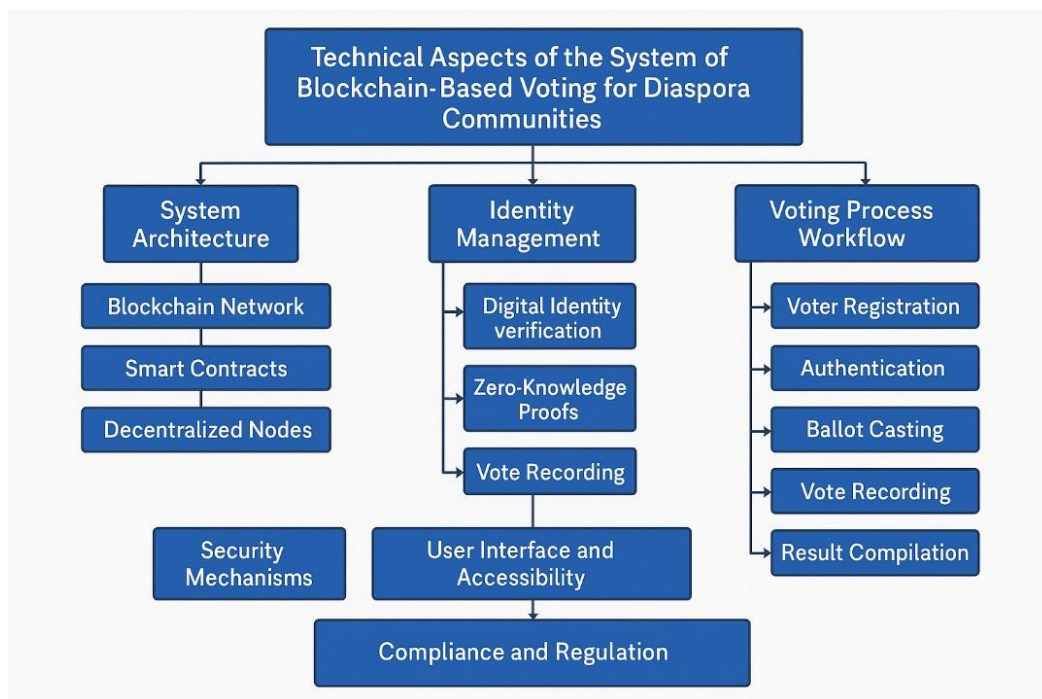 Technical Aspects of the System of
Blockchain-Based Voting for Diaspora
Communities
System
Architecture
Blockchain Network
Smart Contracts
Decentralized Nodes
Identity
Management
Digital Identity
verification
Zero-Knowledge
Proofs
Vote Recording
Voting Process
Workflow
Voter Registration
Authentication
Ballot Casting
Vote Recording
Result Compilation
Security
Mechanisms
User Interface and
Accessibility
Compliance and Regulation